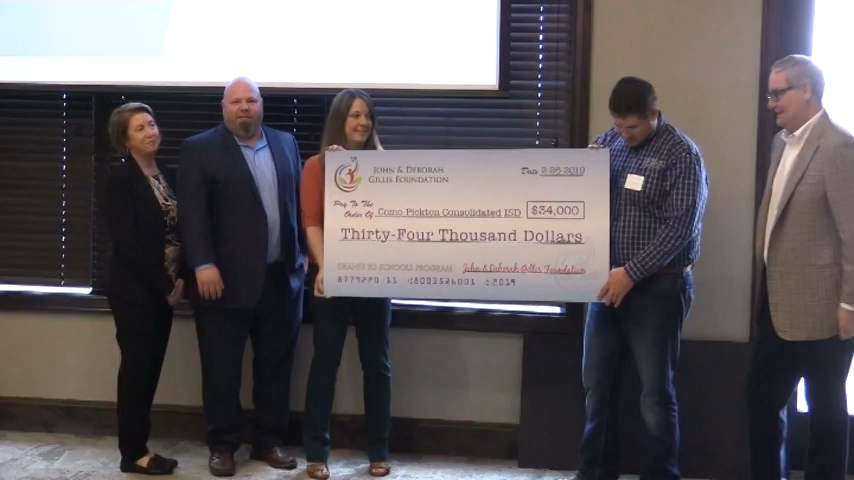 JOHN & DEBORAH
GILLIS FOUNDATION
Date 2-26-2019
Pay To The
Order Of Como-Pickton Consolidated ISD $34,000
Thirty-Four Thousand Dollars
GRANTS TO SCHOOLS PROGRAM John & Deborah Gillis Foundation
2019